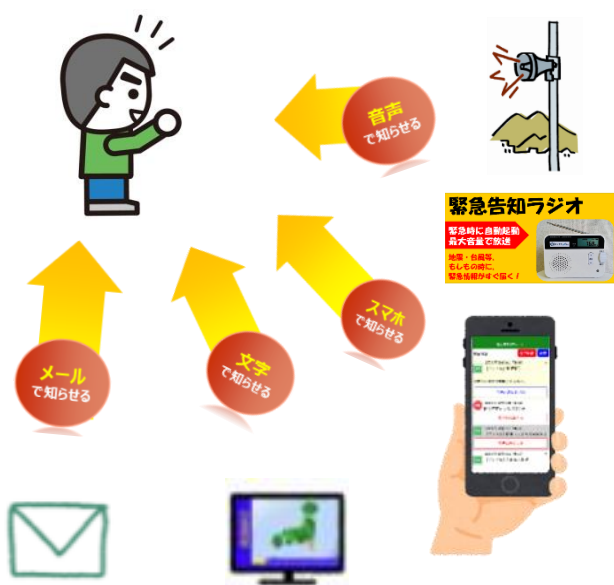 音声
で知らせる
緊急告知ラジオ
緊急時に自動起動
最大音量で放送
地震・台風等、
もしもの時に、
緊急情報がすぐ届く！
スマホ
で知らせる
文字
で知らせる
メール
で知らせる